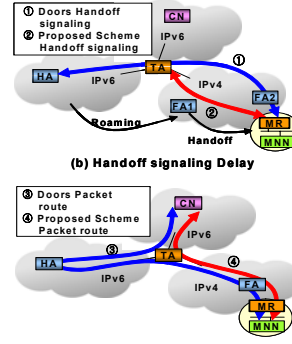 ① Doors Handoff
signaling
② Proposed Scheme
Handoff signaling
CN
IPv6
HA
TA
①
IPv6
IPv4
FA1
②
FA2
Roaming
MR
Handoff
MNN
(b) Handoff signaling Delay
③ Doors Packet
route
④ Proposed Scheme
Packet route
CN
③
IPv6
④
HA
TA
IPv6
IPv4
FA
MR
MNN